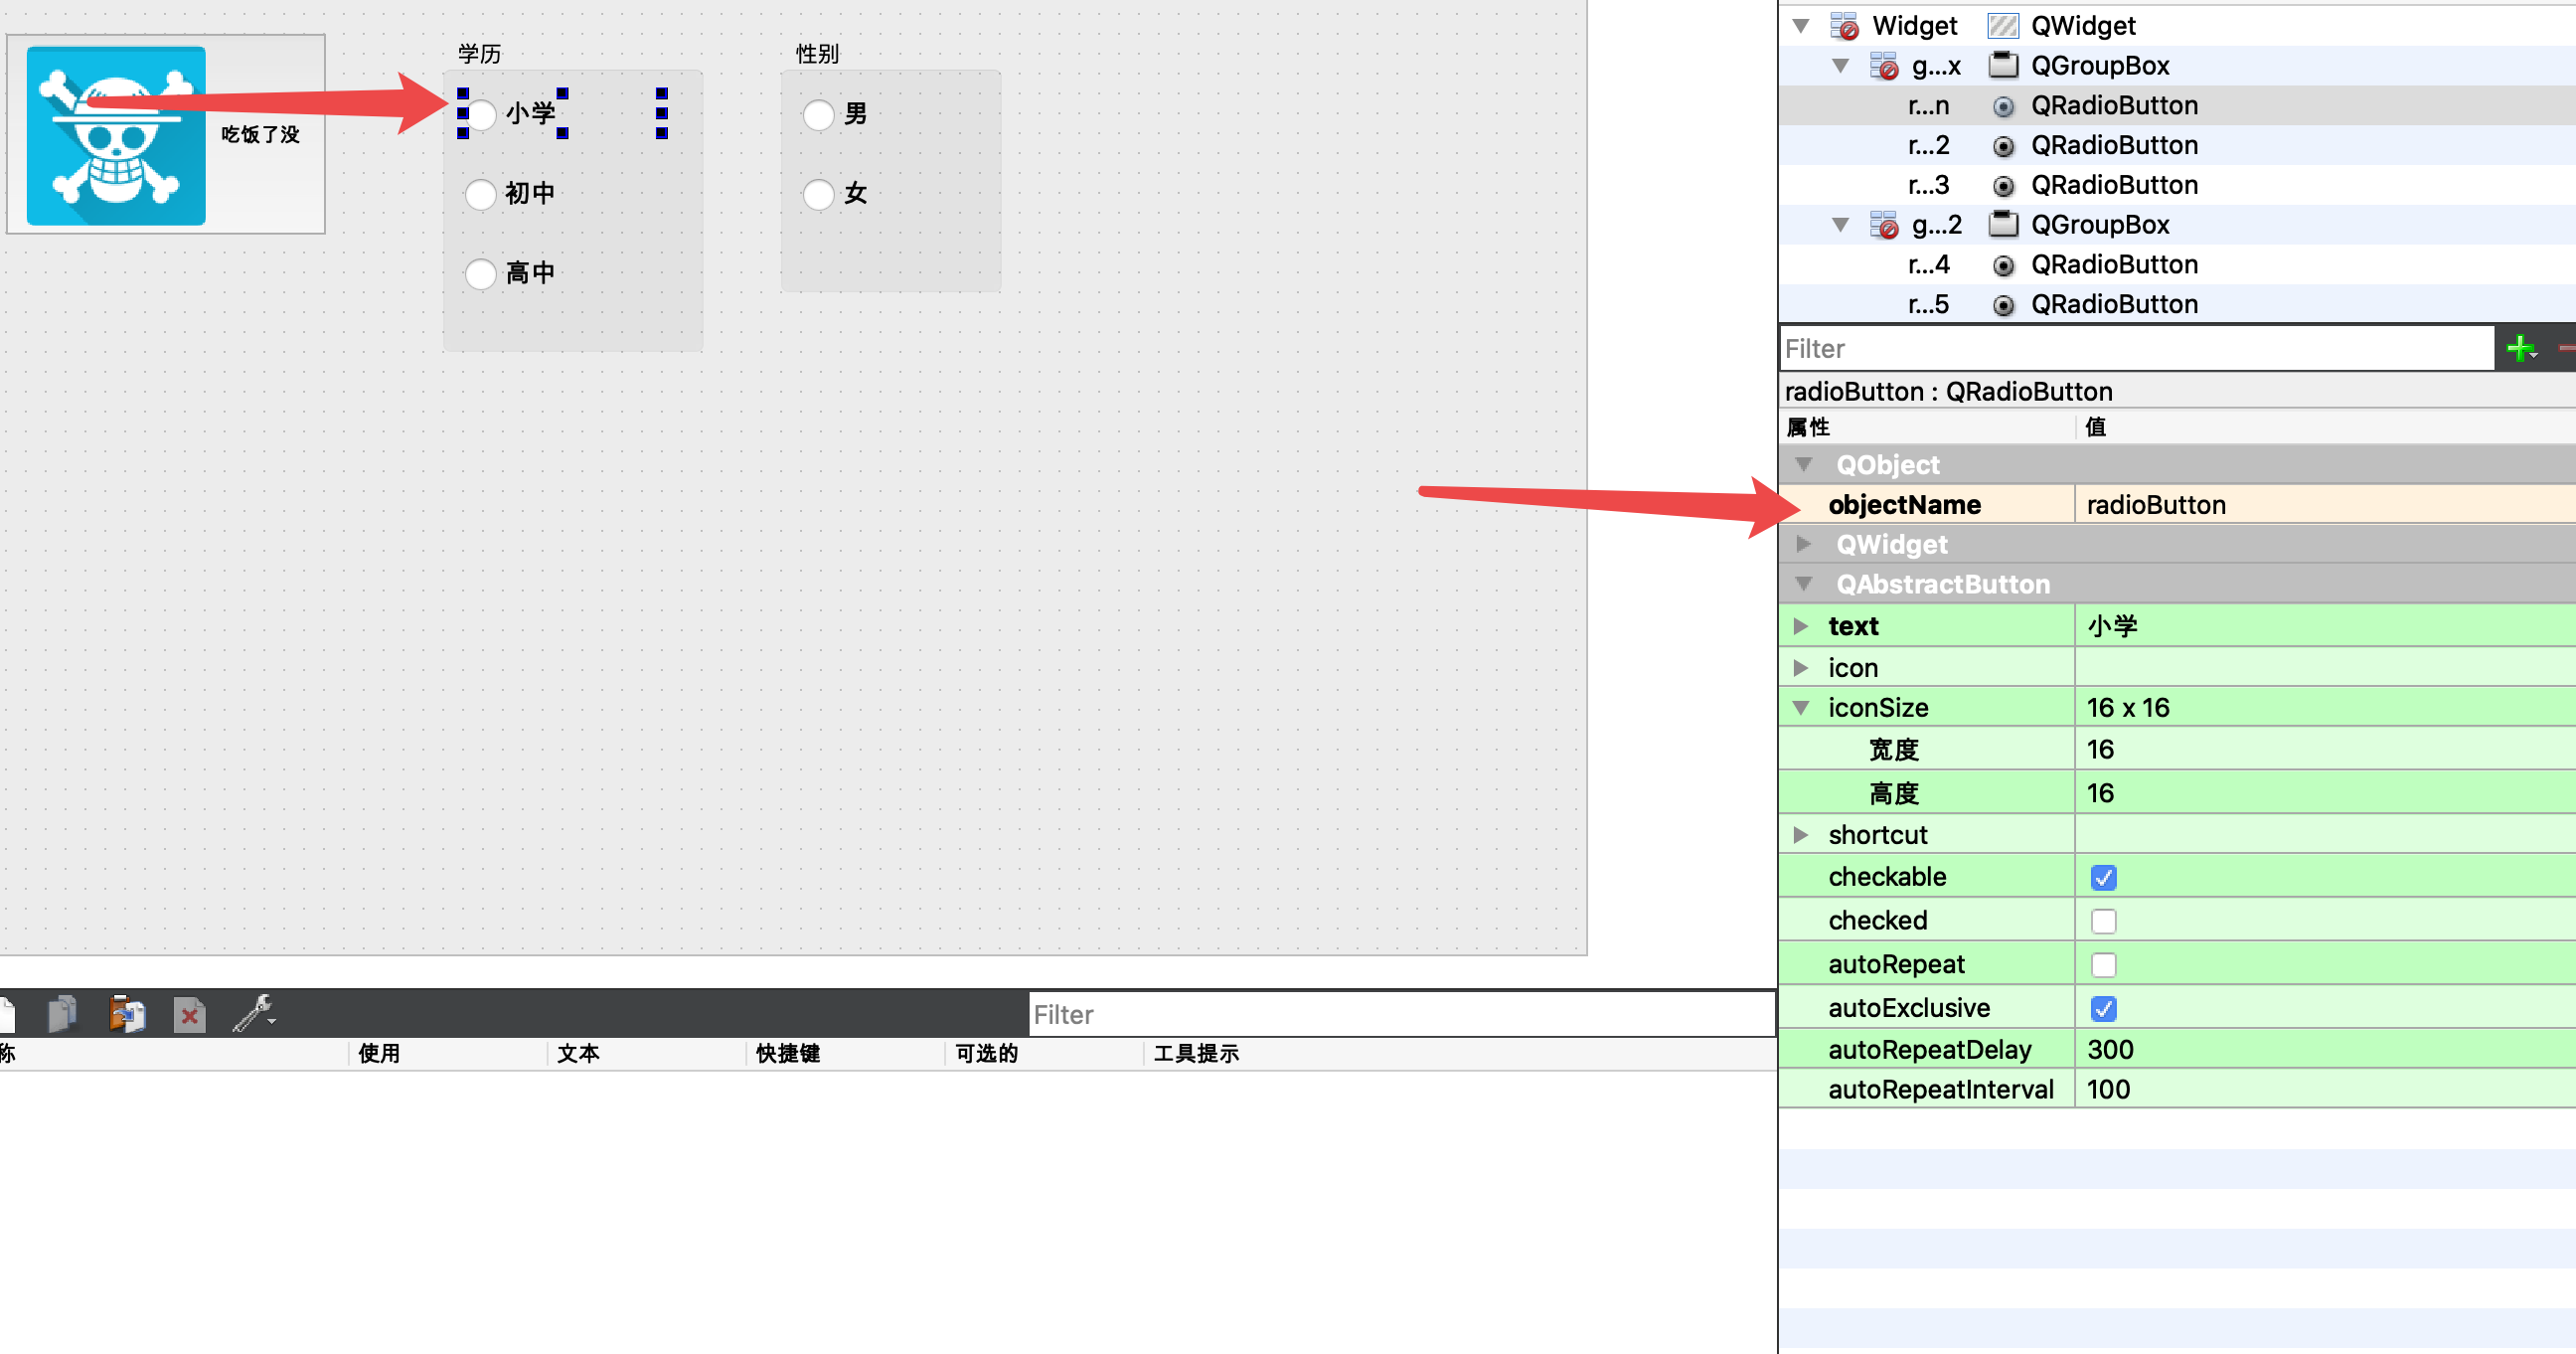 学历
性别
小学
男
吃饭了没
初中
女
高中
Widget QWidget
g...x QGroupBox
r...n QRadioButton
r...2 QRadioButton
r...3 QRadioButton
g...2 QGroupBox
r...4 QRadioButton
r...5 QRadioButton
Filter
radioButton : QRadioButton
属性 值
QObject
objectName radioButton
QWidget
QAbstractButton
text 小学
icon
iconSize 16 x 16
宽度 16
高度 16
shortcut
checkable
checked
autoRepeat
autoExclusive
autoRepeatDelay 300
autoRepeatInterval 100
Filter
称 使用 文本 快捷键 可选的 工具提示